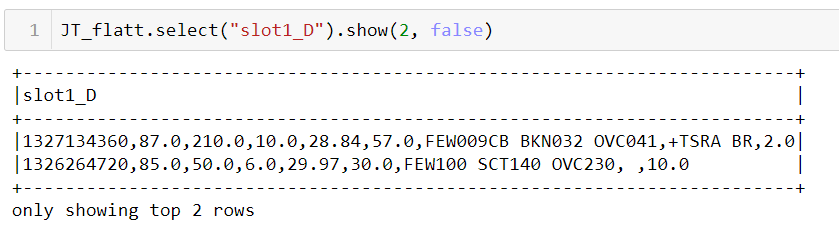 1 JT_flatt.select("slot1_D").show(2, false)
+-------------------------------------------------------------------------+
|slot1_D                                                                  |
+-------------------------------------------------------------------------+
|1327134360,87.0,210.0,10.0,28.84,57.0,FEW009CB BKN032 OVC041,+TSRA BR,2.0|
|1326264720,85.0,50.0,6.0,29.97,30.0,FEW100 SCT140 OVC230, ,10.0          |
+-------------------------------------------------------------------------+
only showing top 2 rows